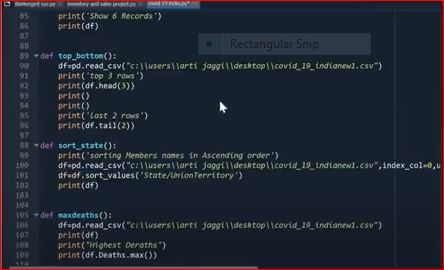 Bankmgmt sys.py
inventory and sales project.py
covid 19 india.py*
Rectangular Snip
85 print('Show 6 Records')
86 print(df)
87
88
89 def top_bottom():
90 df=pd.read_csv("c:\\users\\arti jaggi\\desktop\\covid_19_indianew1.csv")
91 print('top 3 rows')
92 print(df.head(3))
93 print()
94 print()
95 print('last 2 rows')
96 print(df.tail(2))
97
98 def sort_state():
99 print('sorting Members names in Ascending order')
100 df=pd.read_csv("c:\\users\\arti jaggi\\desktop\\covid_19_indianew1.csv",index_col=0,u
101 df=df.sort_values('State/UnionTerritory')
102 print(df)
103
104
105 def maxdeaths():
106 df=pd.read_csv("c:\\users\\arti jaggi\\desktop\\covid_19_indianew1.csv")
107 print(df)
108 print("Highest Deraths")
109 print(df.Deaths.max())
110